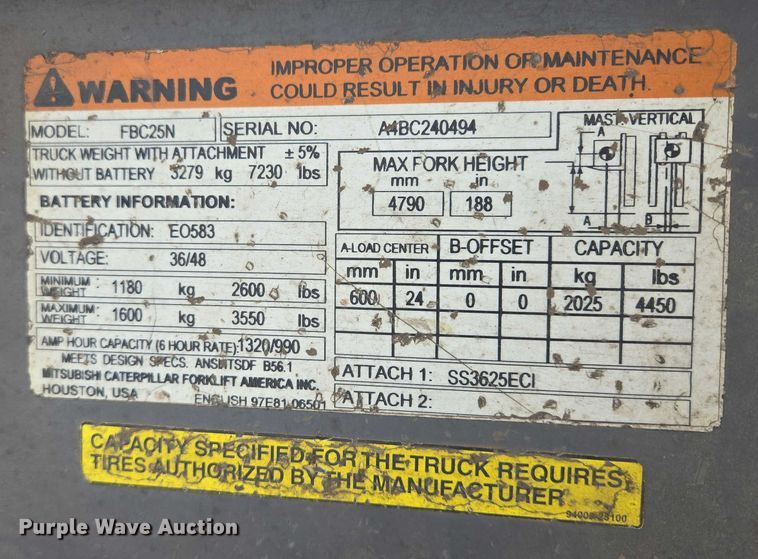 WARNING
IMPROPER OPERATION OR MAINTENANCE
COULD RESULT IN INJURY OR DEATH.
MODEL: FBC25N
SERIAL NO: A4BC240494
TRUCK WEIGHT WITH ATTACHMENT ± 5%
WITHOUT BATTERY 3279 kg 7230 lbs
BATTERY INFORMATION:
IDENTIFICATION: EO583
VOLTAGE: 36/48
MINIMUM WEIGHT 1180 kg 2600 lbs
MAXIMUM WEIGHT 1600 kg 3550 lbs
AMP HOUR CAPACITY (6 HOUR RATE): 1320/990
MEETS DESIGN SPECS. ANSI/ITSDF B56.1
MITSUBISHI CATERPILLAR FORKLIFT AMERICA INC.
HOUSTON, USA ENGLISH 97E81-06501
MAST-VERTICAL
A
A B
MAX FORK HEIGHT
mm in
4790 188
A-LOAD CENTER B-OFFSET CAPACITY
mm in mm in kg lbs
600 24 0 0 2025 4450
ATTACH 1: SS3625ECI
ATTACH 2:
CAPACITY SPECIFIED FOR THE TRUCK REQUIRES
TIRES AUTHORIZED BY THE MANUFACTURER
Purple Wave Auction